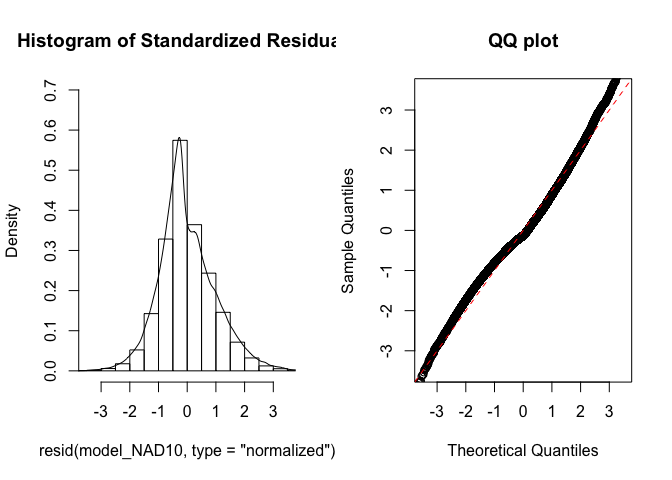 Histogram of Standardized Residua
Density
0.0 0.1 0.2 0.3 0.4 0.5 0.6 0.7
-3 -2 -1 0 1 2 3
resid(model_NAD10, type = "normalized")
QQ plot
Sample Quantiles
-3 -2 -1 0 1 2 3
-3 -2 -1 0 1 2 3
Theoretical Quantiles